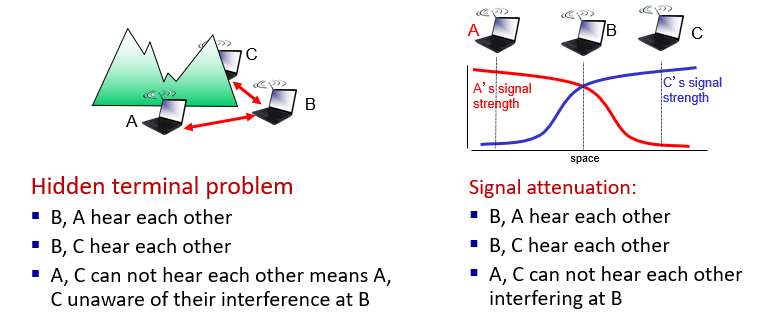 C
B
A
Hidden terminal problem
B, A hear each other
B, C hear each other
A, C can not hear each other means A,
C unaware of their interference at B
A
B
C
A's signal
strength
C's signal
strength
space
Signal attenuation:
B, A hear each other
B, C hear each other
A, C can not hear each other
interfering at B